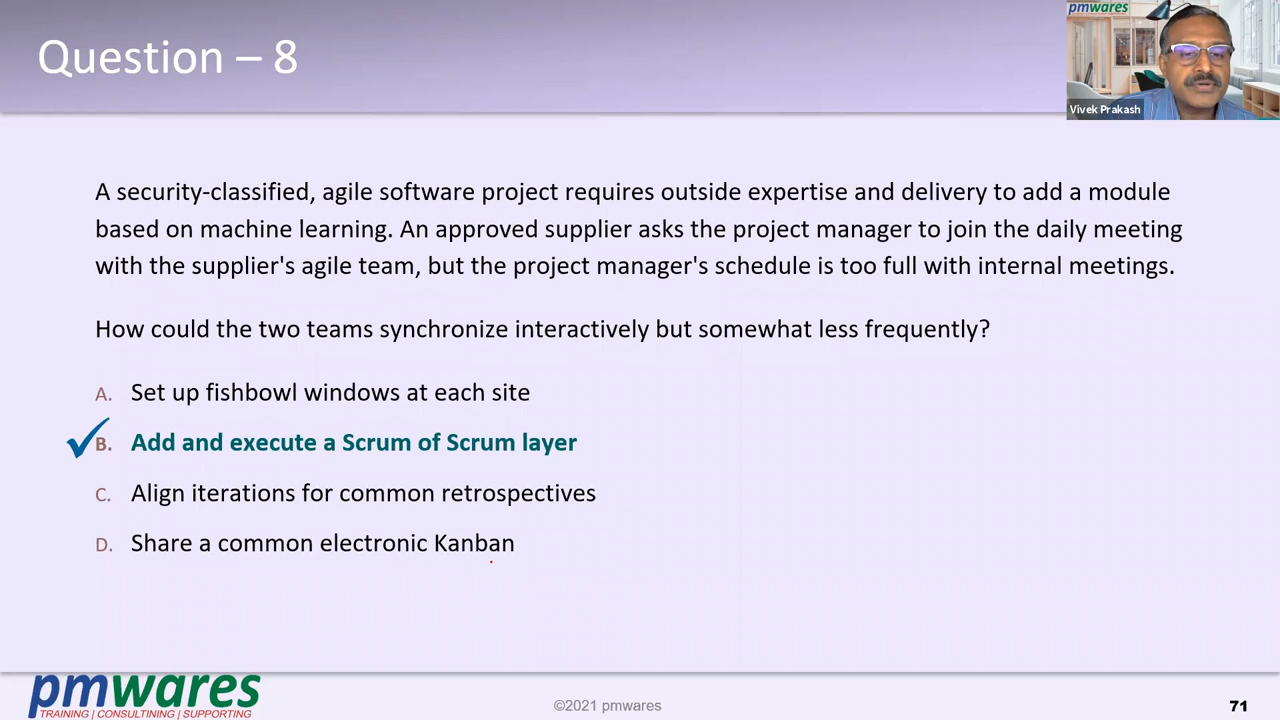 Question – 8
pmwares
Vivek Prakash
A security-classified, agile software project requires outside expertise and delivery to add a module
based on machine learning. An approved supplier asks the project manager to join the daily meeting
with the supplier's agile team, but the project manager's schedule is too full with internal meetings.
How could the two teams synchronize interactively but somewhat less frequently?
A. Set up fishbowl windows at each site
B. Add and execute a Scrum of Scrum layer
C. Align iterations for common retrospectives
D. Share a common electronic Kanban
pmwares
TRAINING | CONSULTINING | SUPPORTING
©2021 pmwares
71